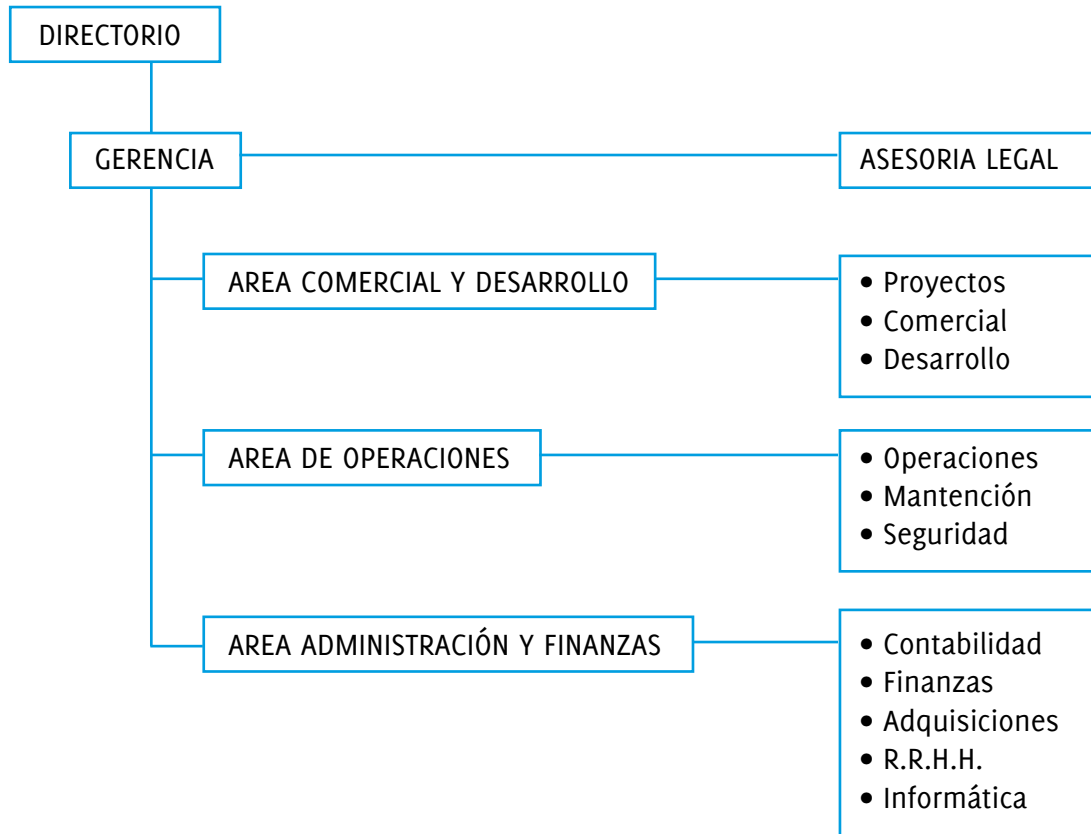 DIRECTORIO
GERENCIA
ASESORIA LEGAL
AREA COMERCIAL Y DESARROLLO
• Proyectos
• Comercial
• Desarrollo
AREA DE OPERACIONES
• Operaciones
• Mantención
• Seguridad
AREA ADMINISTRACIÓN Y FINANZAS
• Contabilidad
• Finanzas
• Adquisiciones
• R.R.H.H.
• Informática